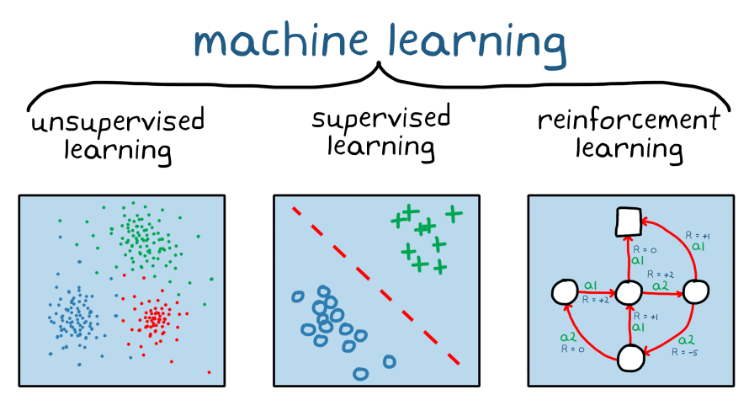 machine learning
unsupervised
learning
supervised
learning
reinforcement
learning
R = 0
a1
R = +1
a1
a1
R = +2
R = +2
a2
R = +1
a1
a2
R = 0
a2
R = -5